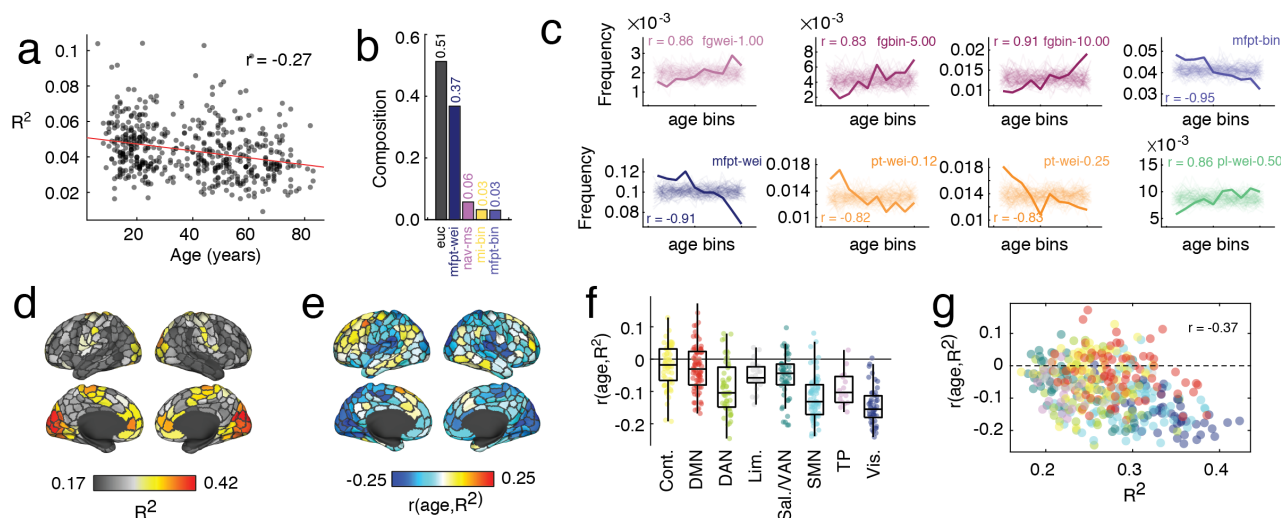 a
0.1
0.08
0.06
0.04
0.02
R²
r = -0.27
20
40
60
80
Age (years)
b
0.6
0.4
0.2
0.0
Composition
0.51
0.37
0.06
0.03
0.03
euc
mfpt-wei
nav-ms
mi-bin
mfpt-bin
c
×10⁻³
Frequency
4
3
2
1
r = 0.86 fgwei-1.00
age bins
×10⁻³
8
6
4
2
r = 0.83 fgbin-5.00
age bins
0.02
0.015
0.01
r = 0.91 fgbin-10.00
age bins
0.05
0.04
0.03
mfpt-bin
r = -0.95
age bins
Frequency
0.12
0.1
0.08
mfpt-wei
r = -0.91
age bins
0.018
0.014
0.01
pt-wei-0.12
r = -0.82
age bins
0.018
0.014
0.01
pt-wei-0.25
r = -0.83
age bins
×10⁻³
15
10
5
r = 0.86 pl-wei-0.50
age bins
d
0.17
0.42
R²
e
-0.25
0.25
r(age,R²)
f
r(age,R²)
0.1
0
-0.1
-0.2
Cont.
DMN
DAN
Lim.
Sal./VAN
SMN
TP
Vis.
g
r(age,R²)
0.1
0
-0.1
-0.2
r = -0.37
0.2
0.3
0.4
R²